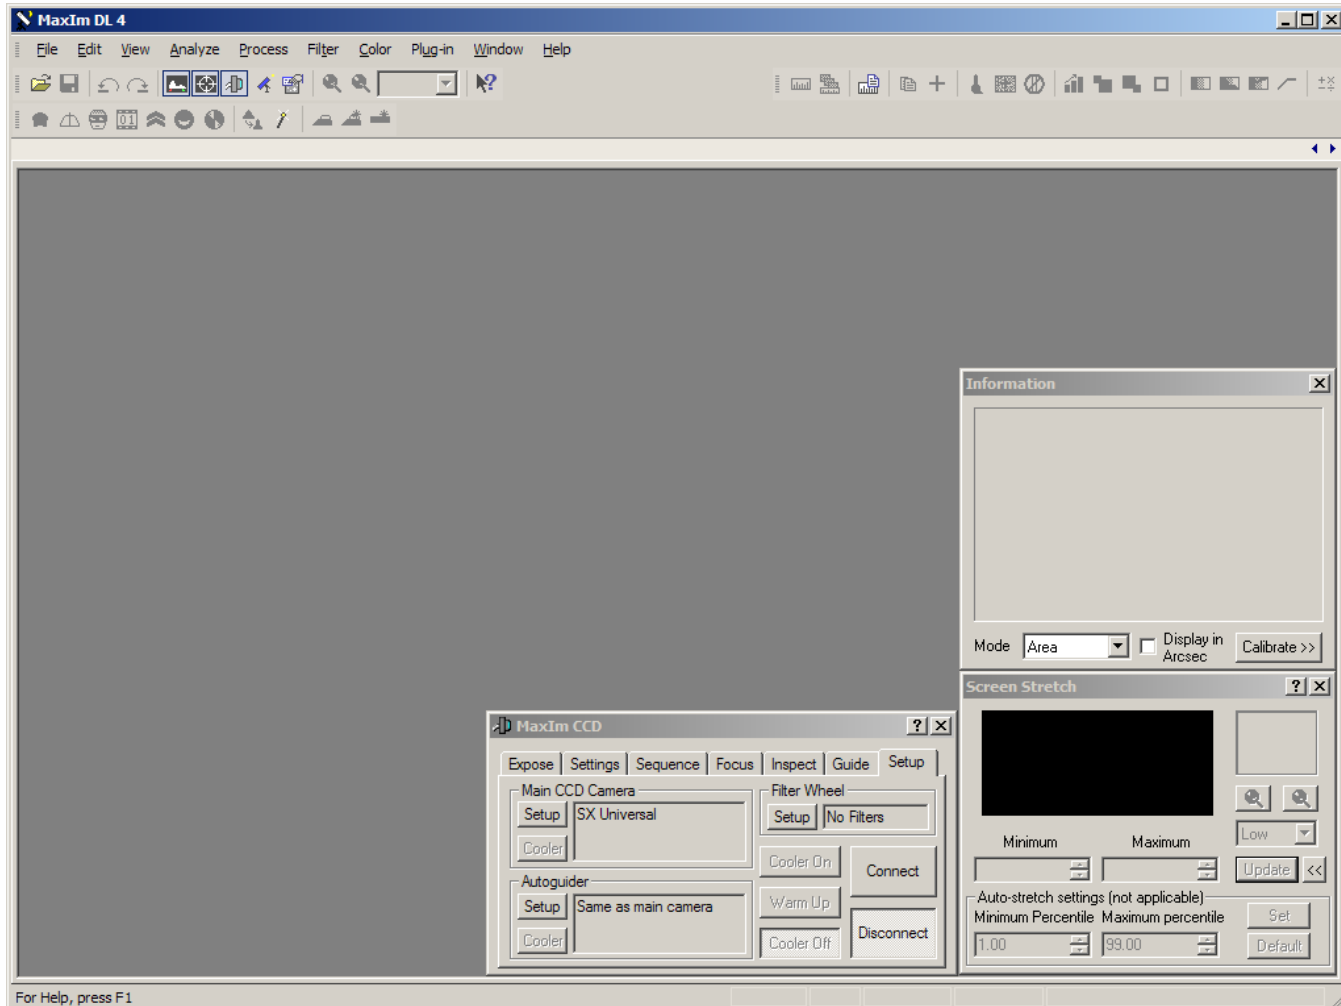 MaxIm DL 4
File Edit View Analyze Process Filter Color Plug-in Window Help
Information
Mode Area Display in Arcsec Calibrate >>
Screen Stretch
Minimum Maximum
Low
Update <<
Auto-stretch settings (not applicable)
Minimum Percentile Maximum percentile
1.00 99.00
Set
Default
MaxIm CCD
Expose Settings Sequence Focus Inspect Guide Setup
Main CCD Camera
Setup SX Universal
Cooler
Filter Wheel
Setup No Filters
Autoguider
Setup Same as main camera
Cooler
Cooler On
Warm Up
Cooler Off
Connect
Disconnect
For Help, press F1